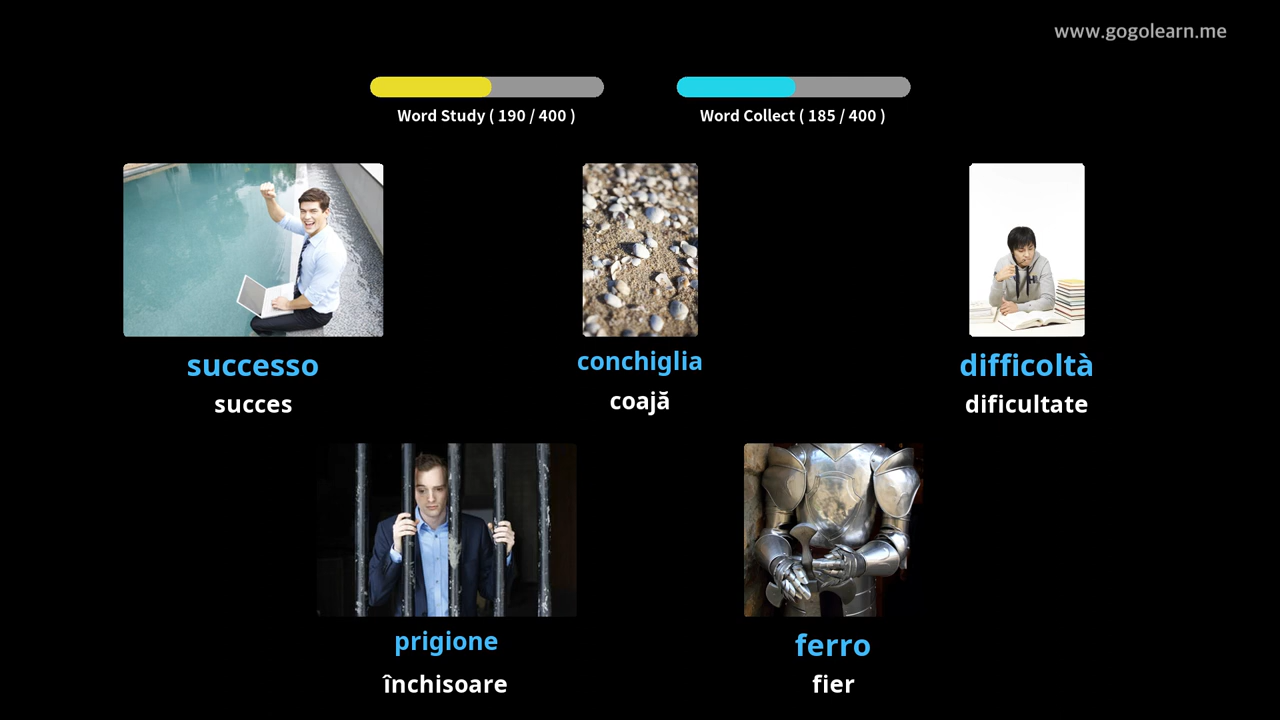 www.gogolearn.me
Word Study ( 190 / 400 )
Word Collect ( 185 / 400 )
successo
succes
conchiglia
coajă
difficoltà
dificultate
prigione
închisoare
ferro
fier